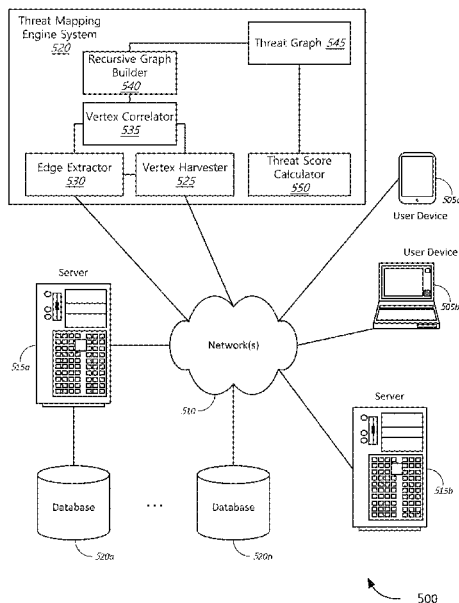 Threat Mapping
Engine System
520
Threat Graph 545
Recursive Graph
Builder
540
Vertex Correlator
535
Edge Extractor
530
Vertex Harvester
525
Threat Score
Calculator
550
505a
User Device
User Device
505b
Server
515a
Network(s)
510
Server
515b
Database
...
Database
520a
520n
500